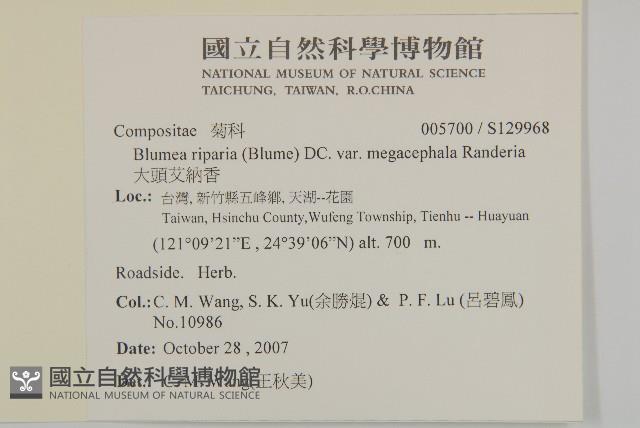 國立自然科學博物館
NATIONAL MUSEUM OF NATURAL SCIENCE
TAICHUNG, TAIWAN, R.O.CHINA
Compositae 菊科 005700 / S129968
Blumea riparia (Blume) DC. var. megacephala Randeria
大頭艾納香
Loc.: 台灣, 新竹縣五峰鄉, 天湖--花園
Taiwan, Hsinchu County,Wufeng Township, Tienhu -- Huayuan
(121°09’21”E , 24°39’06”N) alt. 700 m.
Roadside. Herb.
Col.: C. M. Wang, S. K. Yu(余勝焜) & P. F. Lu (呂碧鳳)
No.10986
Date: October 28 , 2007
(王秋美)
國立自然科學博物館
NATIONAL MUSEUM OF NATURAL SCIENCE